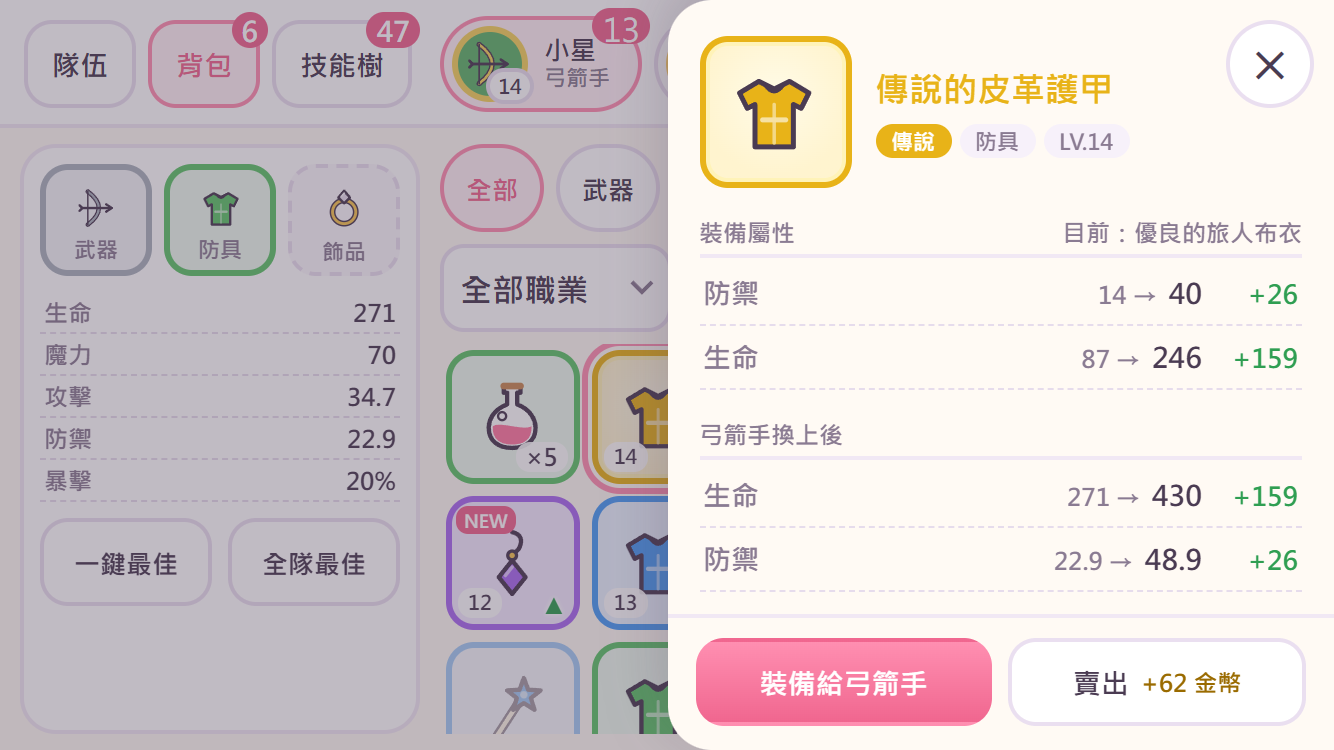 隊伍
背包
6
技能樹
47
小星
弓箭手
14
13
武器
防具
飾品
生命 271
魔力 70
攻擊 34.7
防禦 22.9
暴擊 20%
一鍵最佳
全隊最佳
全部
武器
全部職業
×5
14
NEW
12
13
傳說的皮革護甲
傳說 防具 LV.14
裝備屬性 目前：優良的旅人布衣
防禦 14 → 40 +26
生命 87 → 246 +159
弓箭手換上後
生命 271 → 430 +159
防禦 22.9 → 48.9 +26
裝備給弓箭手
賣出 +62 金幣